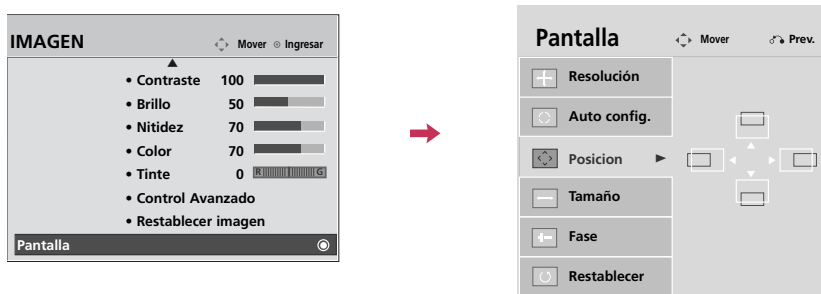 IMAGEN
Mover
Ingresar
• Contraste 100
• Brillo 50
• Nitidez 70
• Color 70
• Tinte 0 R G
• Control Avanzado
• Restablecer imagen
Pantalla
Pantalla
Mover
Prev.
Resolución
Auto config.
Posicion
Tamaño
Fase
Restablecer